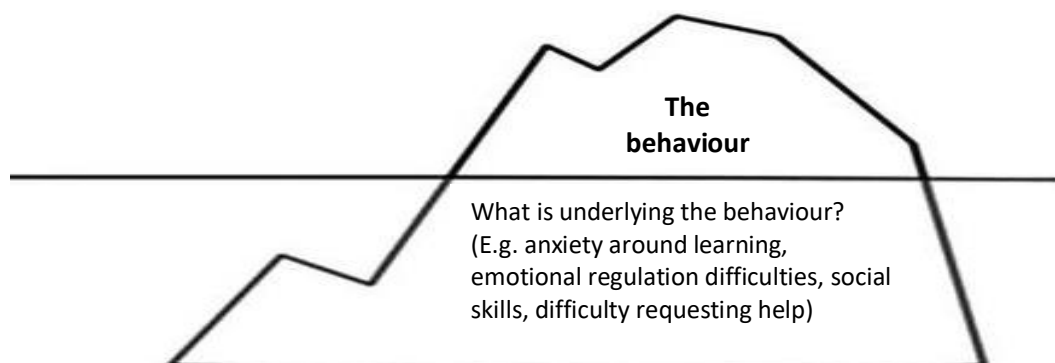 The
behaviour
What is underlying the behaviour?
(E.g. anxiety around learning,
emotional regulation difficulties, social
skills, difficulty requesting help)